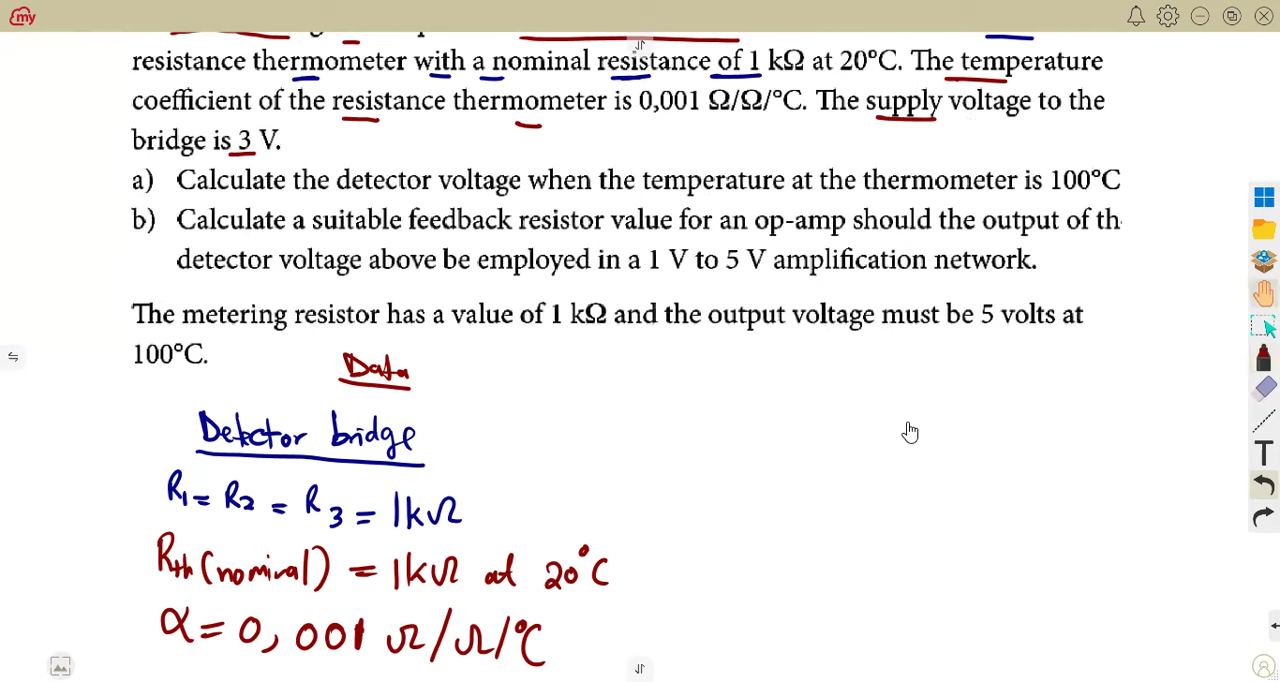 my
resistance thermometer with a nominal resistance of 1 kΩ at 20°C. The temperature
coefficient of the resistance thermometer is 0,001 Ω/Ω/°C. The supply voltage to the
bridge is 3 V.
a) Calculate the detector voltage when the temperature at the thermometer is 100°C
b) Calculate a suitable feedback resistor value for an op-amp should the output of th
detector voltage above be employed in a 1 V to 5 V amplification network.
The metering resistor has a value of 1 kΩ and the output voltage must be 5 volts at
100°C.
Data
Detector bridge
R1 = R2 = R3 = 1kΩ
Rth (nominal) = 1kΩ at 20°C
α = 0,001 Ω/Ω/°C
T